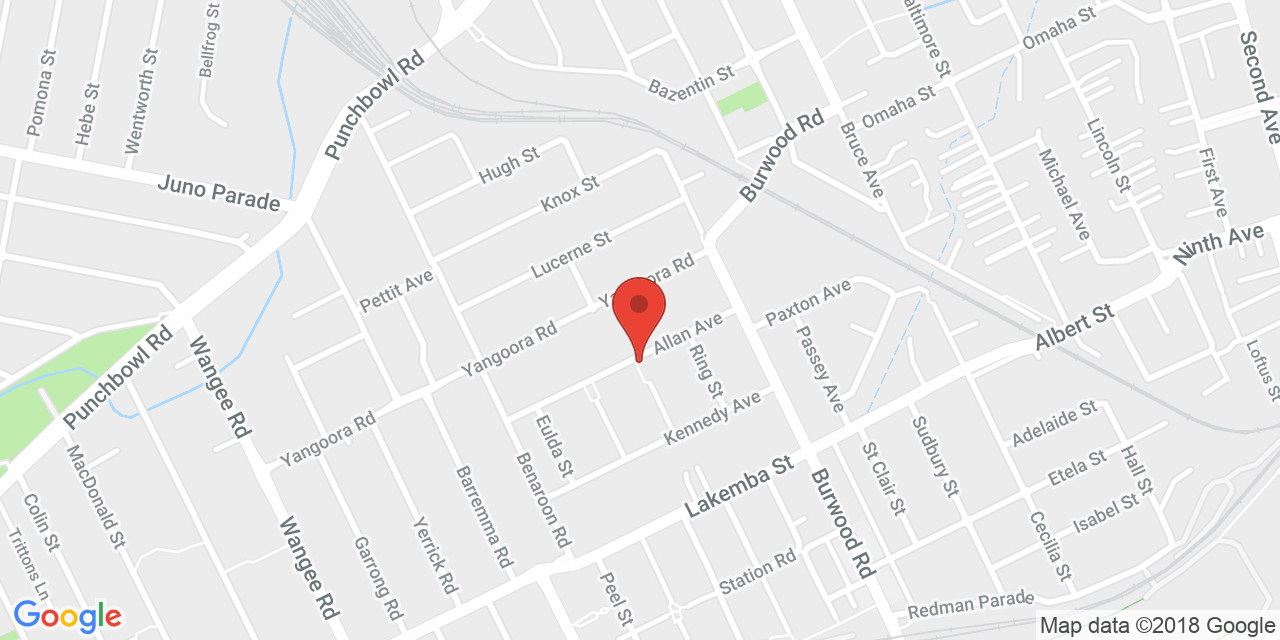 Baltimore St
Omaha St
Second Ave
Bellfrog St
Pomona St
Hebe St
Wentworth St
Punchbowl Rd
Bazentin St
Omaha St
Burwood Rd
Bruce Ave
Lincoln St
Michael Ave
First Ave
Hugh St
Juno Parade
Knox St
Ninth Ave
Lucerne St
Pettit Ave
Yangoora Rd
Paxton Ave
Albert St
Punchbowl Rd
Wangee Rd
Yangoora Rd
Allan Ave
Ring St
Passey Ave
Loftus St
Yangoora Rd
Eulda St
Kennedy Ave
Adelaide St
MacDonald St
Benaroon Rd
Lakemba St
St Clair St
Sudbury St
Etela St
Hall St
Barremma Rd
Burwood Rd
Isabel St
Colin St
Trittons Ln
Wangee Rd
Garrong Rd
Yerrick Rd
Peel St
Station Rd
Cecilia St
Redman Parade
Google
Map data ©2018 Google